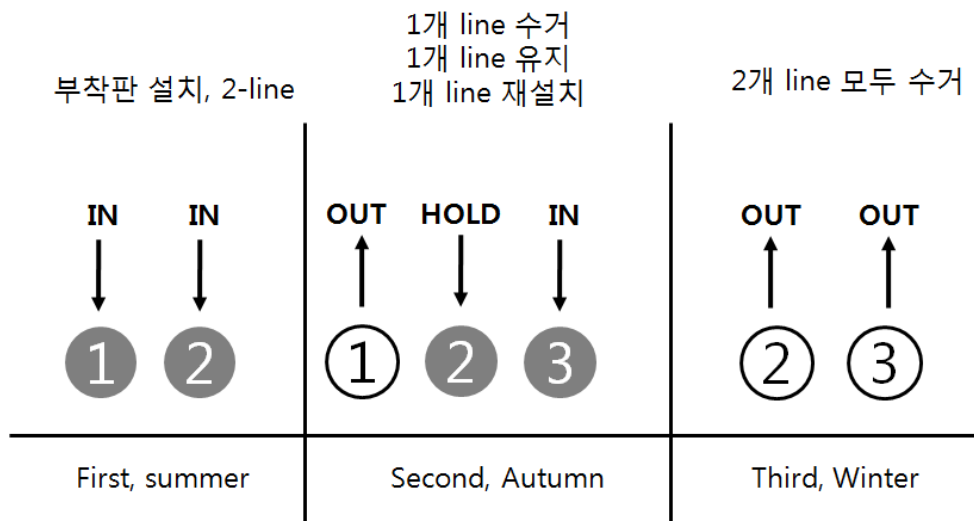 부착판 설치, 2-line
1개 line 수거
1개 line 유지
1개 line 재설치
2개 line 모두 수거
IN IN
OUT HOLD IN
OUT OUT
1 2
1 2 3
2 3
First, summer
Second, Autumn
Third, Winter